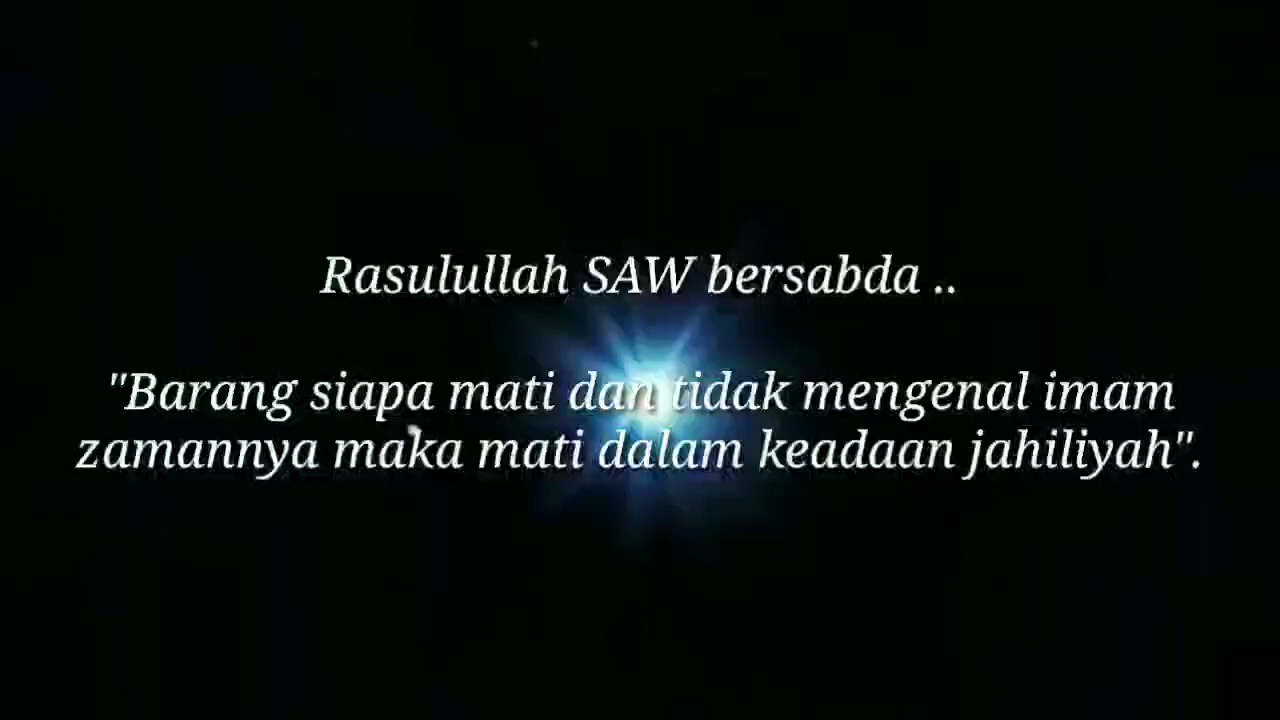 Rasulullah SAW bersabda ..
"Barang siapa mati dan tidak mengenal imam
zamannya maka mati dalam keadaan jahiliyah".